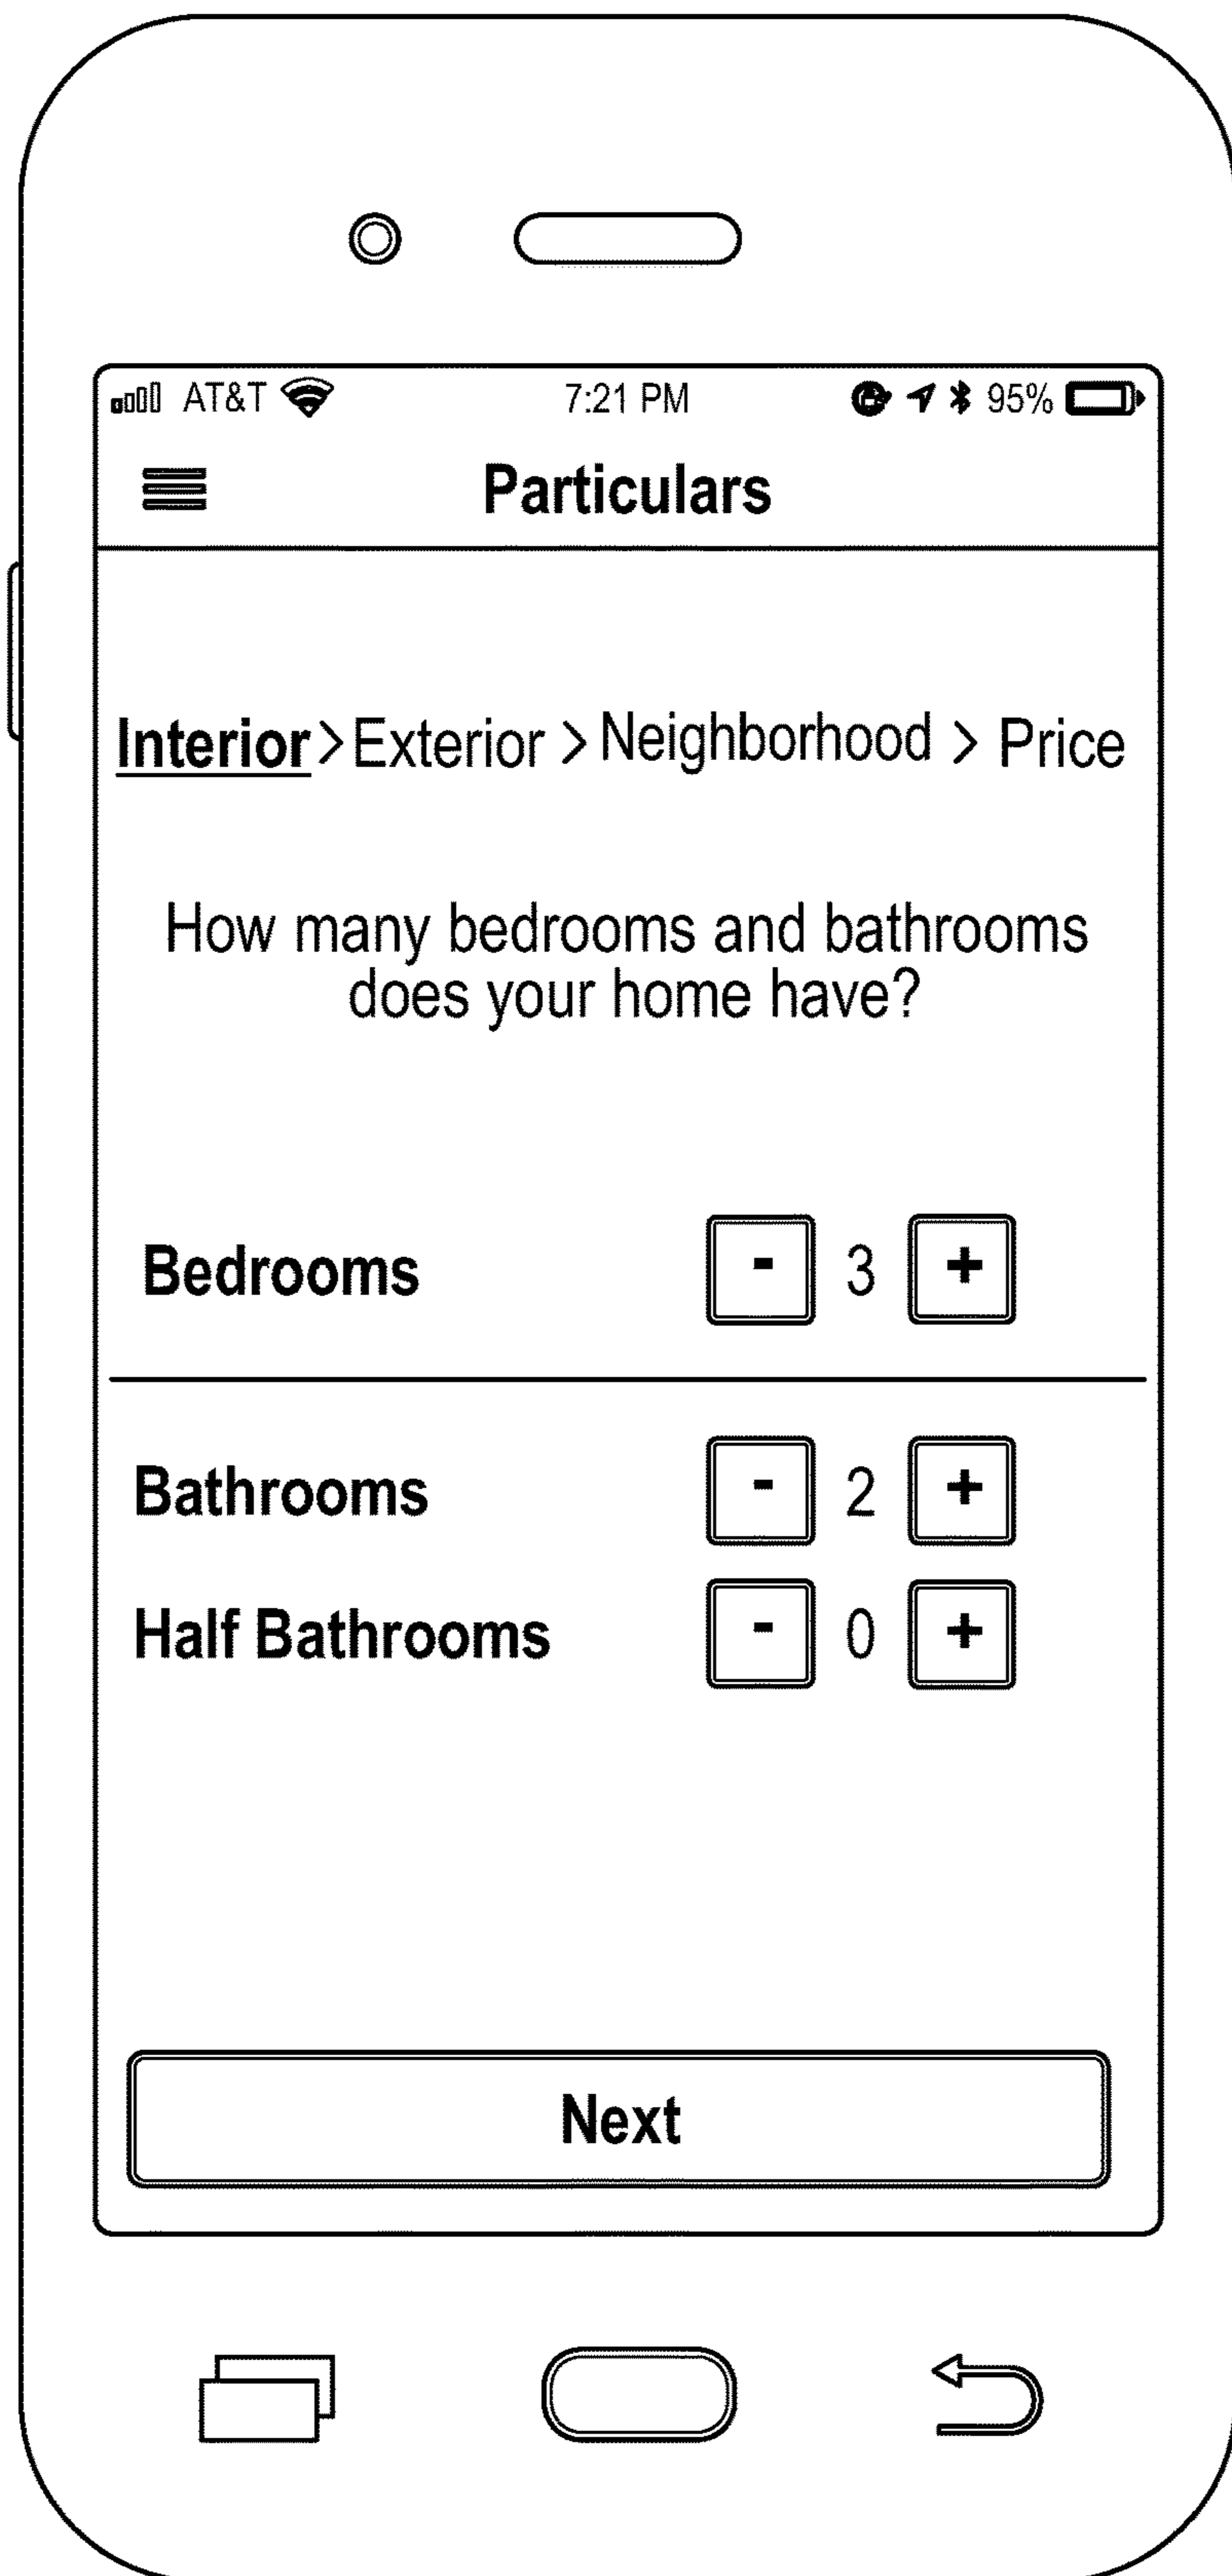 AT&T 7:21 PM 95%
Particulars
Interior > Exterior > Neighborhood > Price
How many bedrooms and bathrooms
does your home have?
Bedrooms - 3 +
Bathrooms - 2 +
Half Bathrooms - 0 +
Next